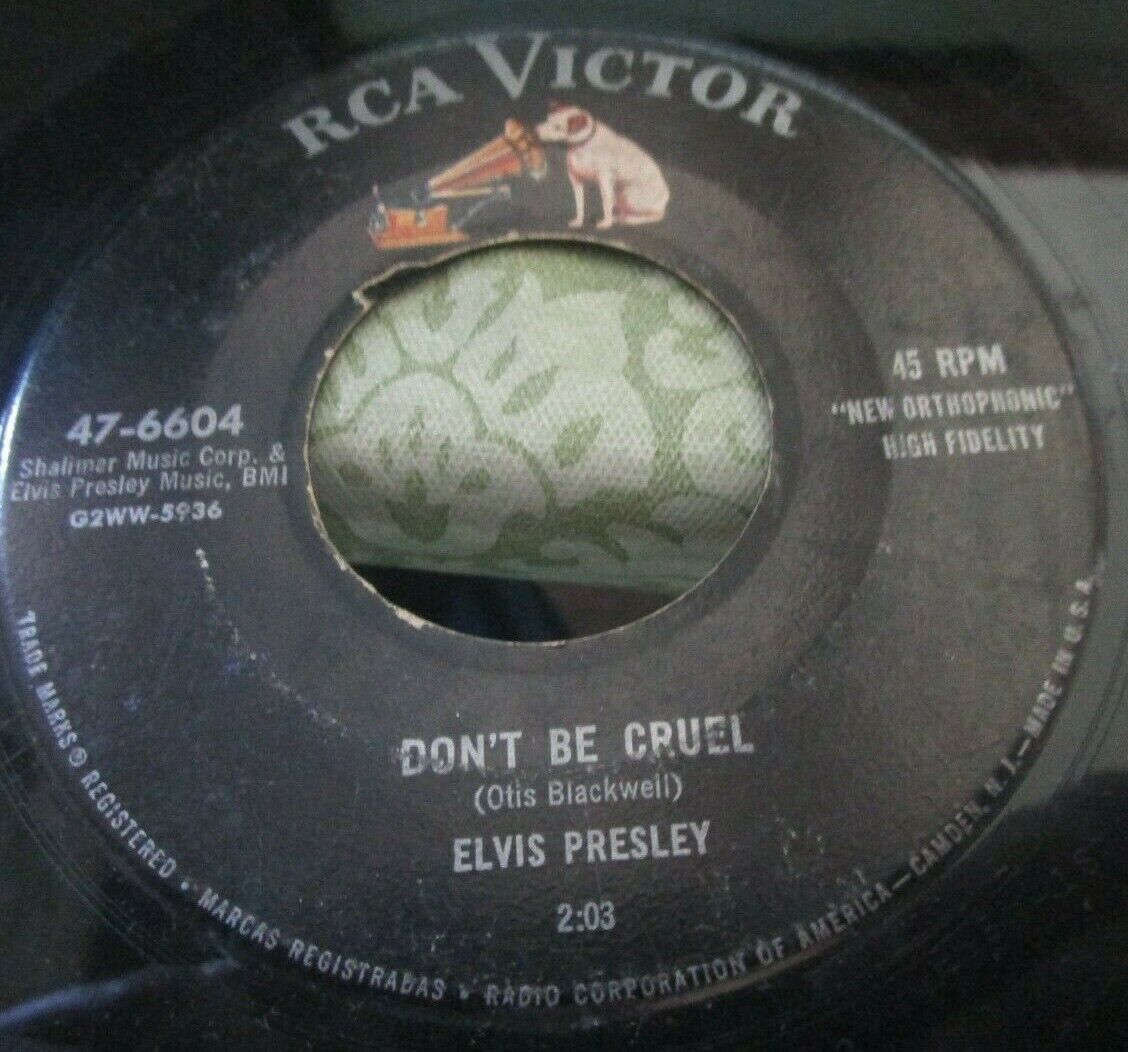 RCA VICTOR
47-6604
Shalimar Music Corp. &
Elvis Presley Music, BMI
G2WW-5936
45 RPM
"NEW ORTHOPHONIC"
HIGH FIDELITY
DON'T BE CRUEL
(Otis Blackwell)
ELVIS PRESLEY
2:03
TRADE MARKS ® REGISTERED • MARCAS REGISTRADAS • RADIO CORPORATION OF AMERICA—CAMDEN, N. J.—MADE IN U.S.A.